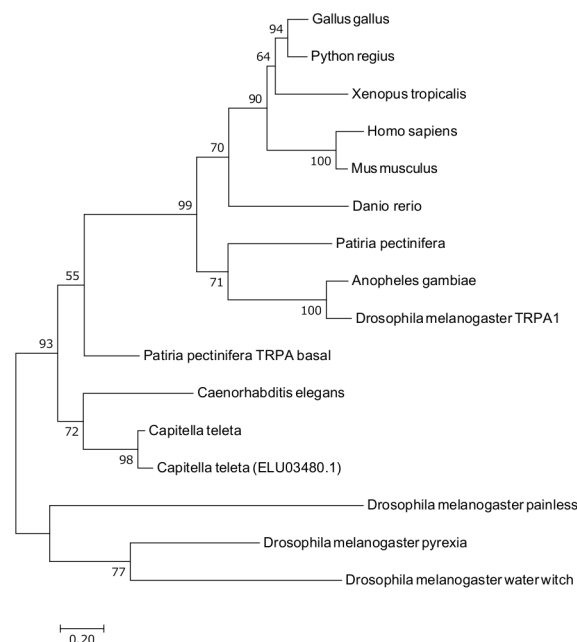 Gallus gallus
94
Python regius
64
Xenopus tropicalis
90
Homo sapiens
100
Mus musculus
70
Danio rerio
99
Patiria pectinifera
71
Anopheles gambiae
100
Drosophila melanogaster TRPA1
55
Patiria pectinifera TRPA basal
93
Caenorhabditis elegans
72
Capitella teleta
98
Capitella teleta (ELU03480.1)
Drosophila melanogaster painless
Drosophila melanogaster pyrexia
77
Drosophila melanogaster water witch
0.20